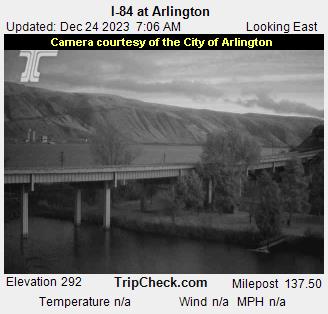 I-84 at Arlington
Updated: Dec 24 2023 7:06 AM Looking East
Camera courtesy of the City of Arlington
Elevation 292 TripCheck.com Milepost 137.50
Temperature n/a Wind n/a MPH n/a